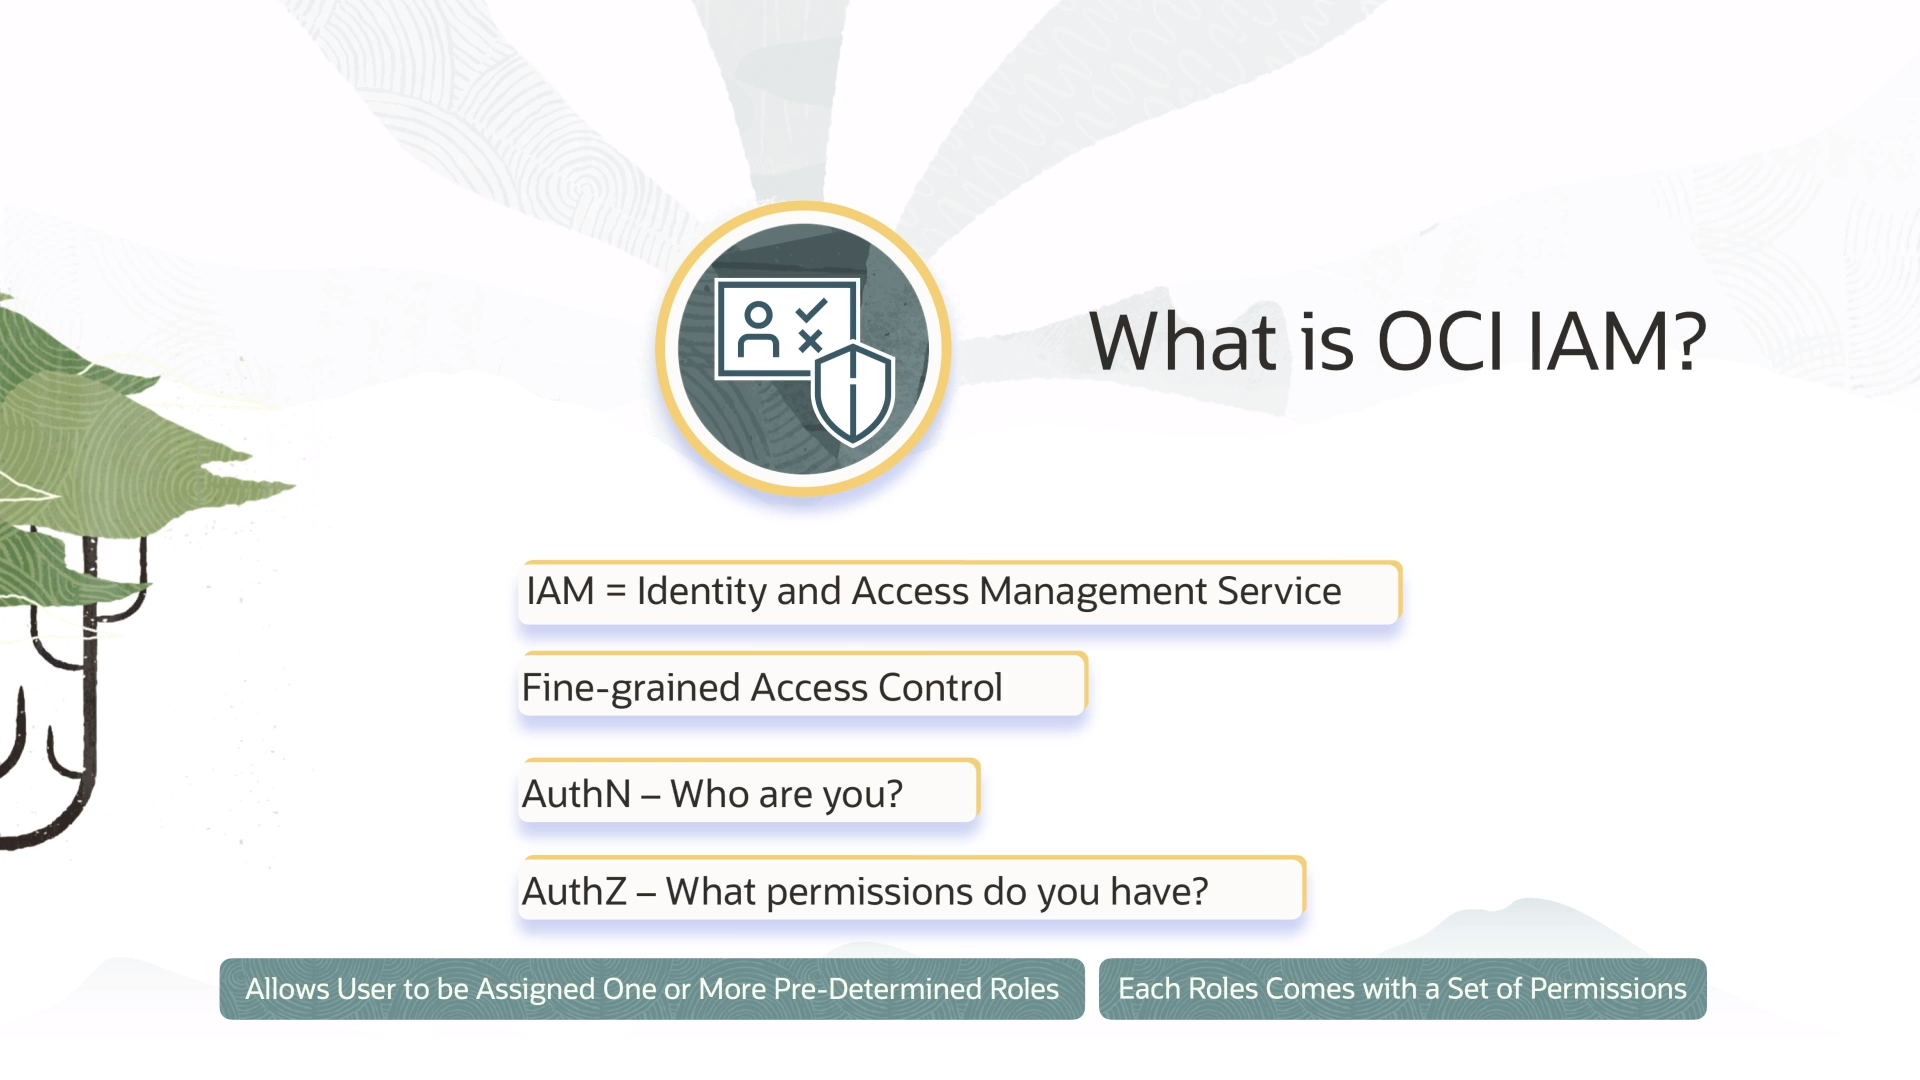 What is OCI IAM?
IAM = Identity and Access Management Service
Fine-grained Access Control
AuthN – Who are you?
AuthZ – What permissions do you have?
Allows User to be Assigned One or More Pre-Determined Roles
Each Roles Comes with a Set of Permissions